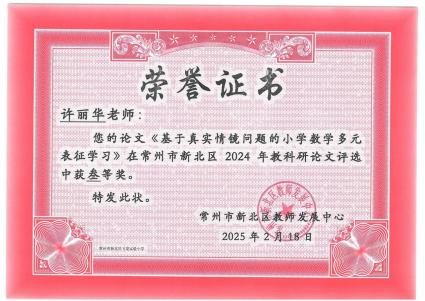 荣誉证书
许丽华老师：
您的论文《基于真实情镜问题的小学数学多元
表征学习》在常州市新北区 2024 年教科研论文评选
中获叁等奖。
特发此状。
常州市新北区教师发展中心
2025 年 2 月 18 日